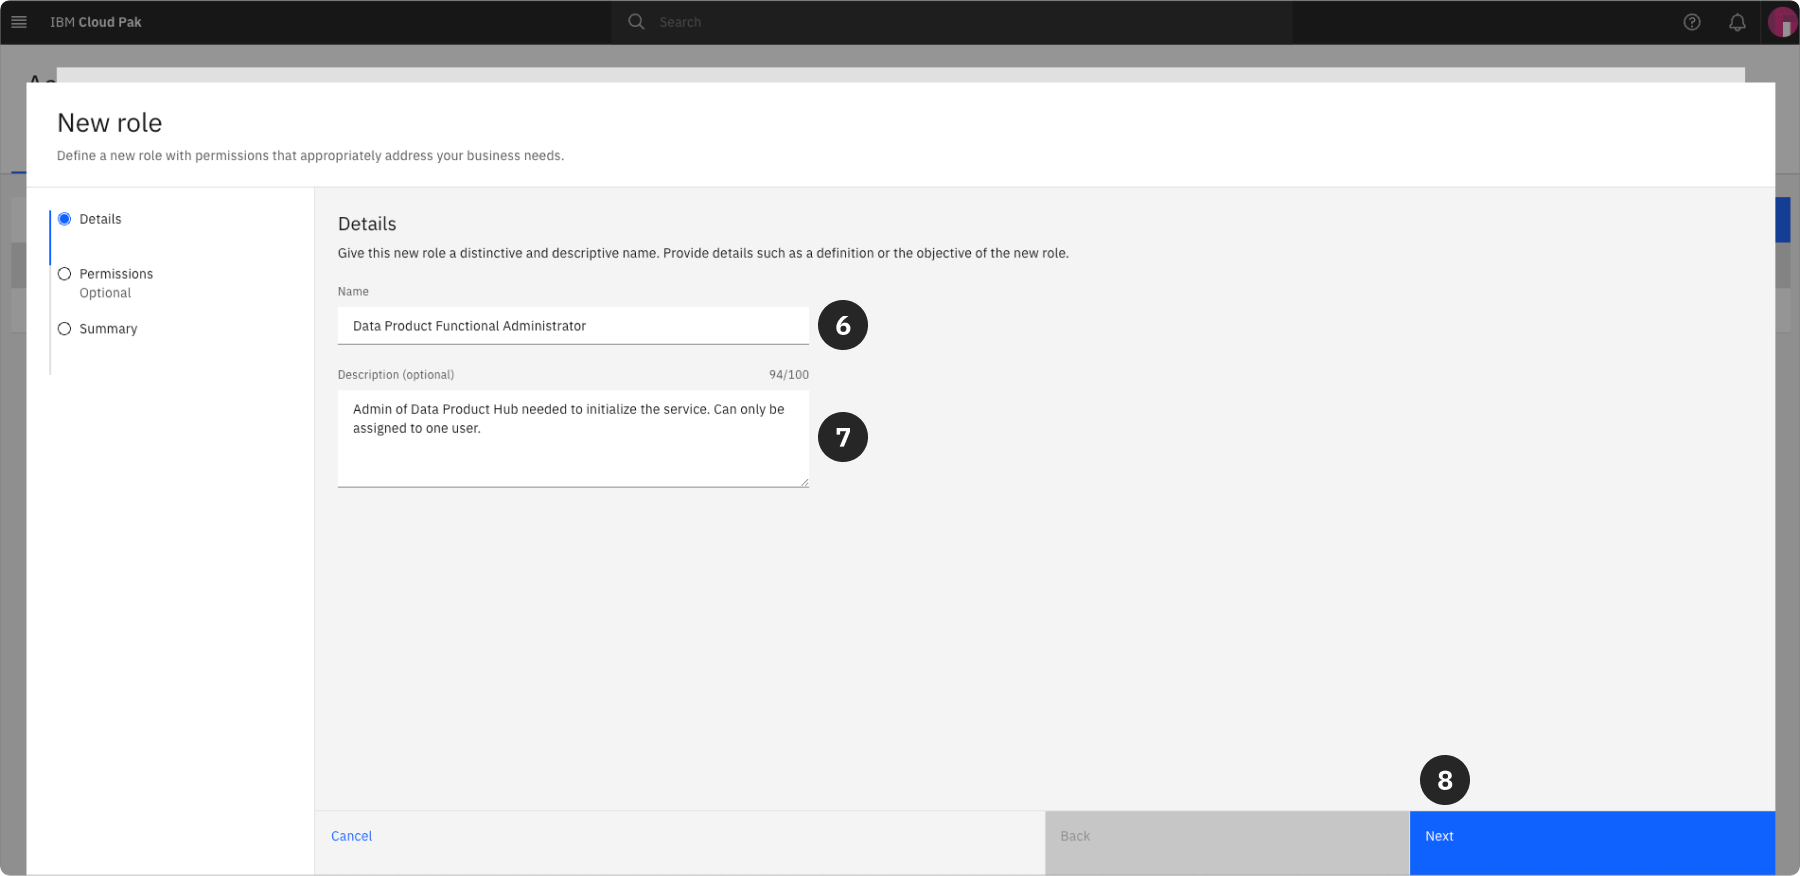 IBM Cloud Pak
Search
New role
Define a new role with permissions that appropriately address your business needs.
Details
Permissions
Optional
Summary
Details
Give this new role a distinctive and descriptive name. Provide details such as a definition or the objective of the new role.
Name
Data Product Functional Administrator
6
Description (optional)
94/100
Admin of Data Product Hub needed to initialize the service. Can only be
assigned to one user.
7
8
Cancel
Back
Next